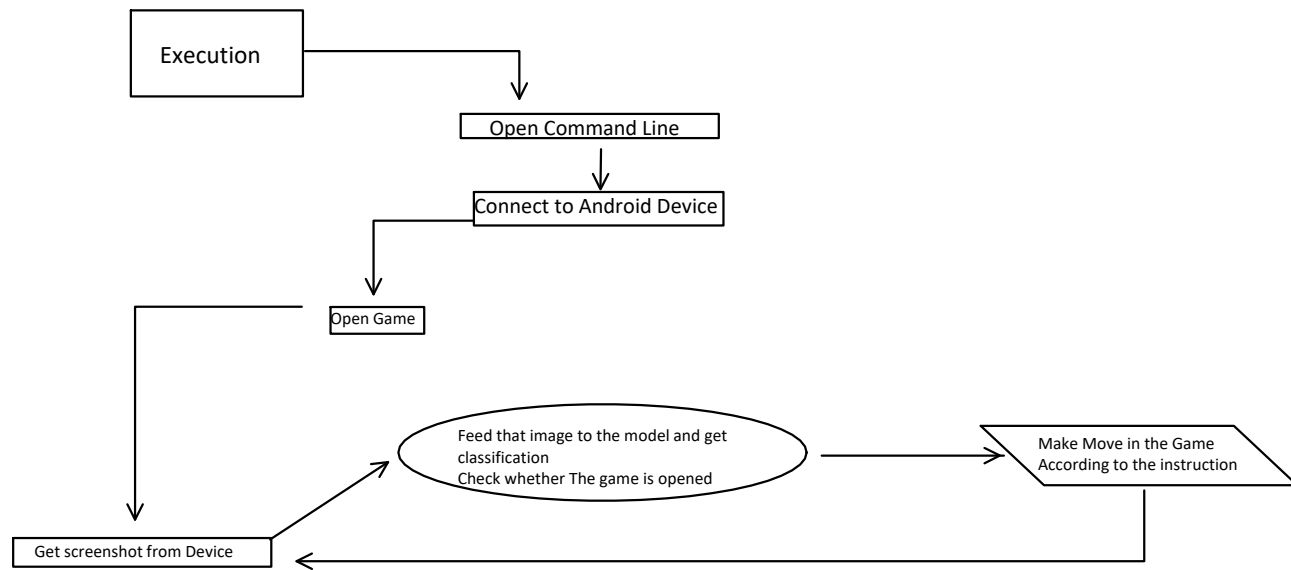 Execution
Open Command Line
Connect to Android Device
Open Game
Feed that image to the model and get
classification
Check whether The game is opened
Make Move in the Game
According to the instruction
Get screenshot from Device